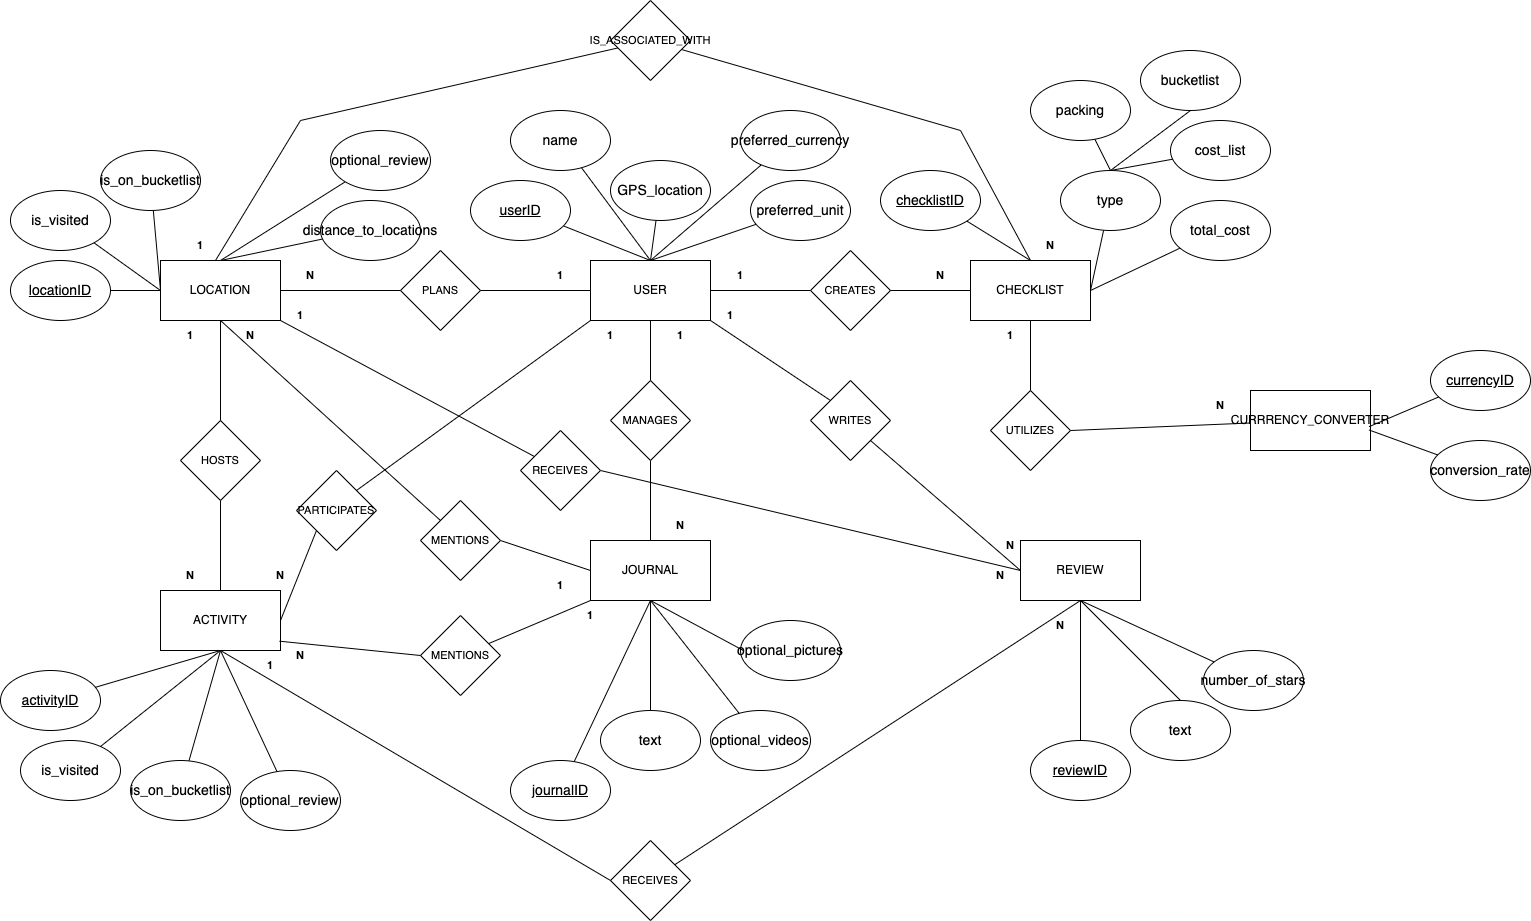 IS_ASSOCIATED_WITH
bucketlist
packing
name
preferred_currency
cost_list
optional_review
is_on_bucketlist
GPS_location
checklistID
type
userID
preferred_unit
is_visited
distance_to_locations
total_cost
1
N
locationID
LOCATION
N
PLANS
1
USER
1
CREATES
N
CHECKLIST
1
N
1
1
1
1
1
currencyID
N
CURRRENCY_CONVERTER
MANAGES
WRITES
UTILIZES
HOSTS
RECEIVES
conversion_rate
PARTICIPATES
N
MENTIONS
N
JOURNAL
REVIEW
N
N
N
1
1
ACTIVITY
N
1
N
MENTIONS
optional_pictures
number_of_stars
activityID
text
is_visited
text
optional_videos
reviewID
is_on_bucketlist
journalID
optional_review
RECEIVES